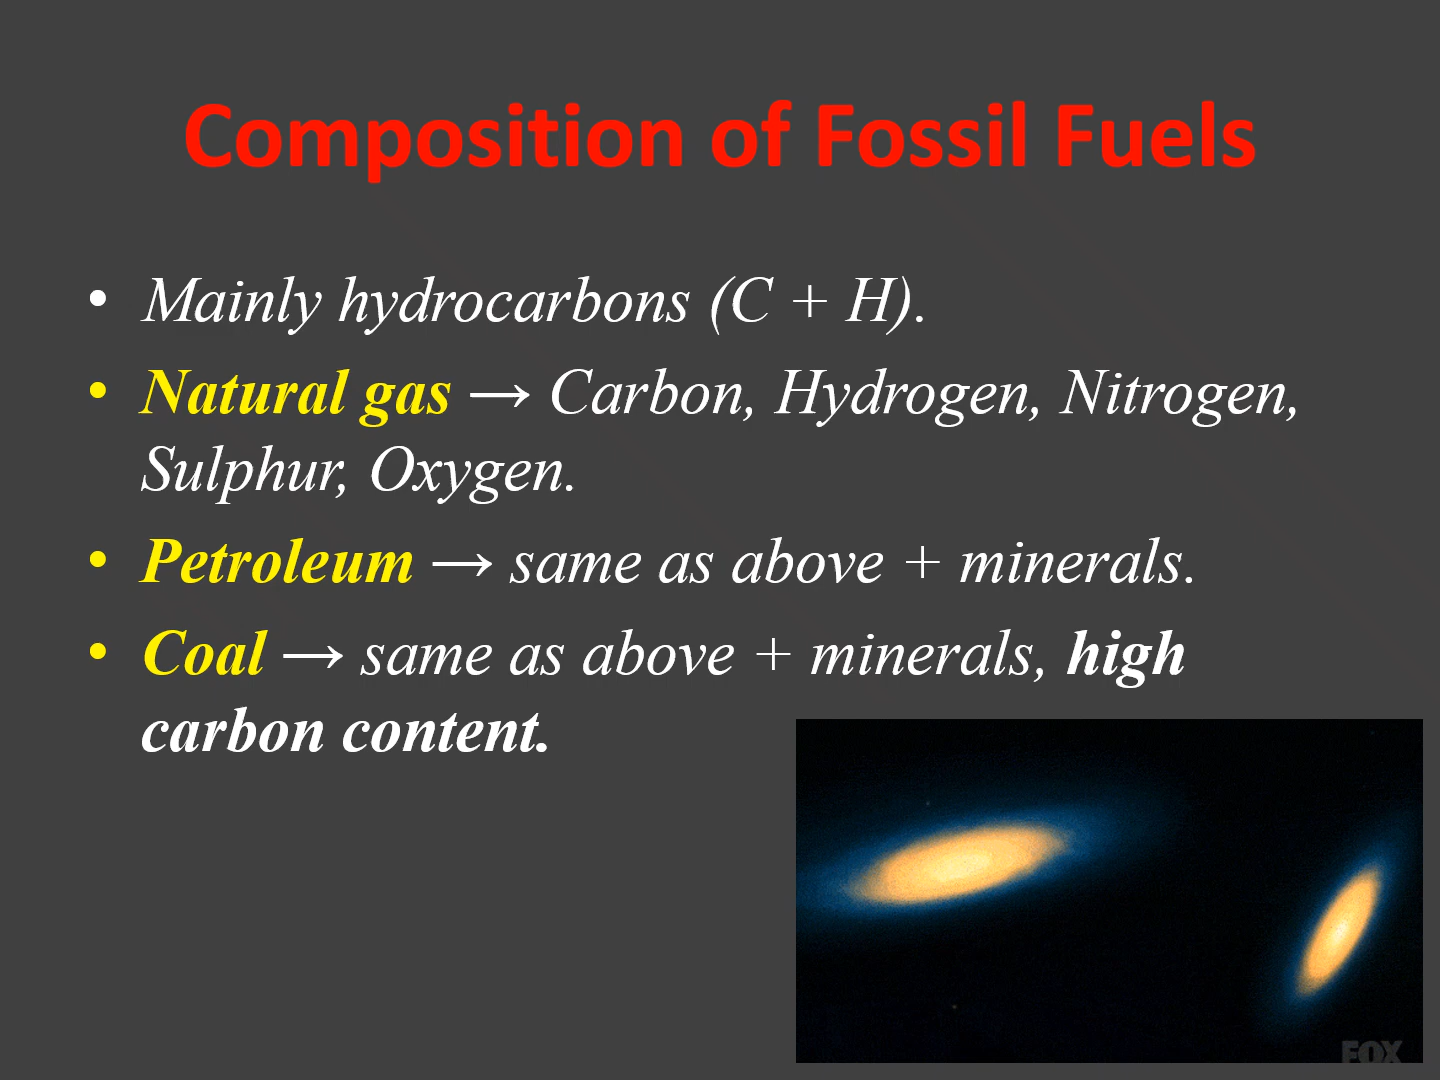 Composition of Fossil Fuels
• Mainly hydrocarbons (C + H).
• Natural gas → Carbon, Hydrogen, Nitrogen,
Sulphur, Oxygen.
• Petroleum → same as above + minerals.
• Coal → same as above + minerals, high
carbon content.
FOX